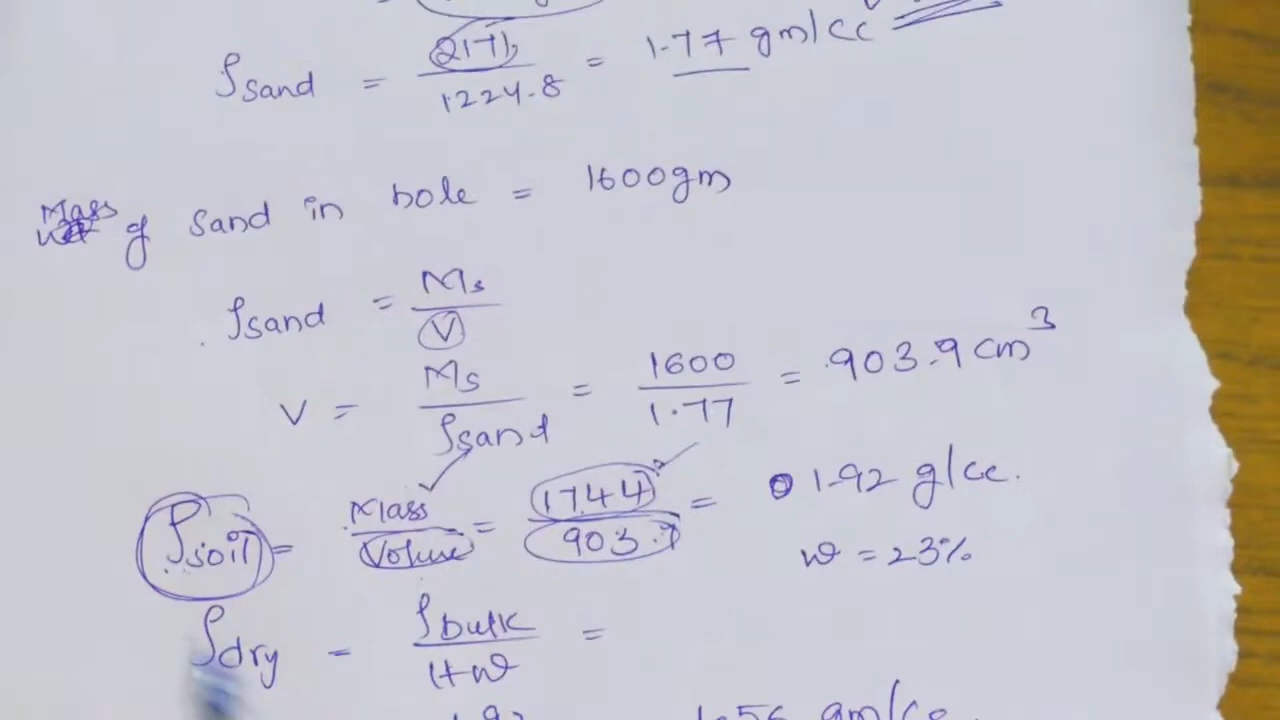 ρsand = 2171 / 1224.8 = 1.77 gm/cc
Mass of sand in hole = 1600gm
ρsand = Ms / V
V = Ms / ρsand = 1600 / 1.77 = 903.9 cm³
ρsoil = Mass / Volume = 1744 / 903.9 = 1.92 g/cc.
w = 23%
ρdry = ρbulk / 1+w =
1.92 1.56 gm/cc